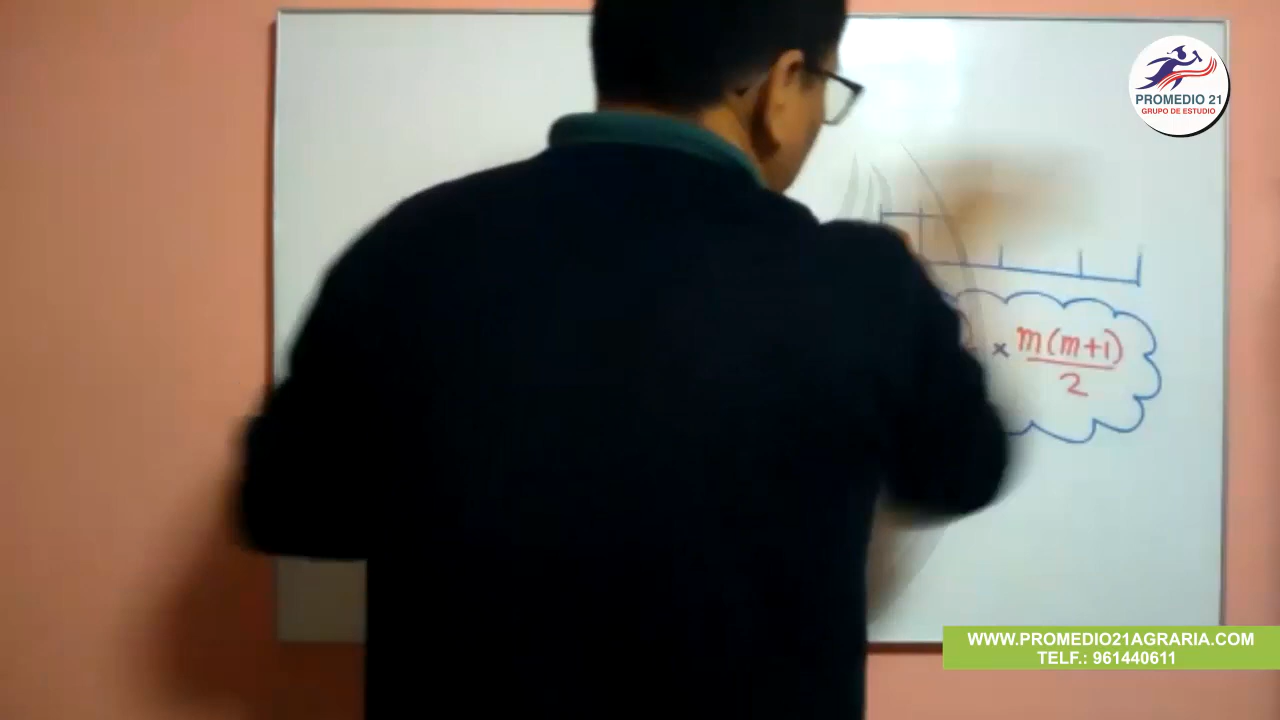 PROMEDIO 21
GRUPO DE ESTUDIO
× m(m+1)
2
WWW.PROMEDIO21AGRARIA.COM
TELF.: 961440611